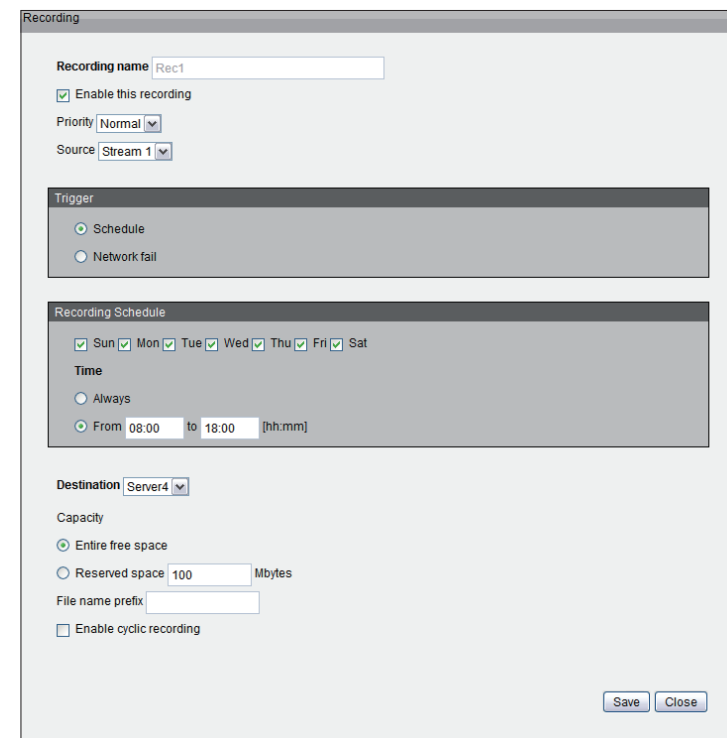 Recording
Recording name Rec1
Enable this recording
Priority Normal
Source Stream 1
Trigger
Schedule
Network fail
Recording Schedule
Sun Mon Tue Wed Thu Fri Sat
Time
Always
From 08:00 to 18:00 [hh:mm]
Destination Server4
Capacity
Entire free space
Reserved space 100 Mbytes
File name prefix
Enable cyclic recording
Save Close